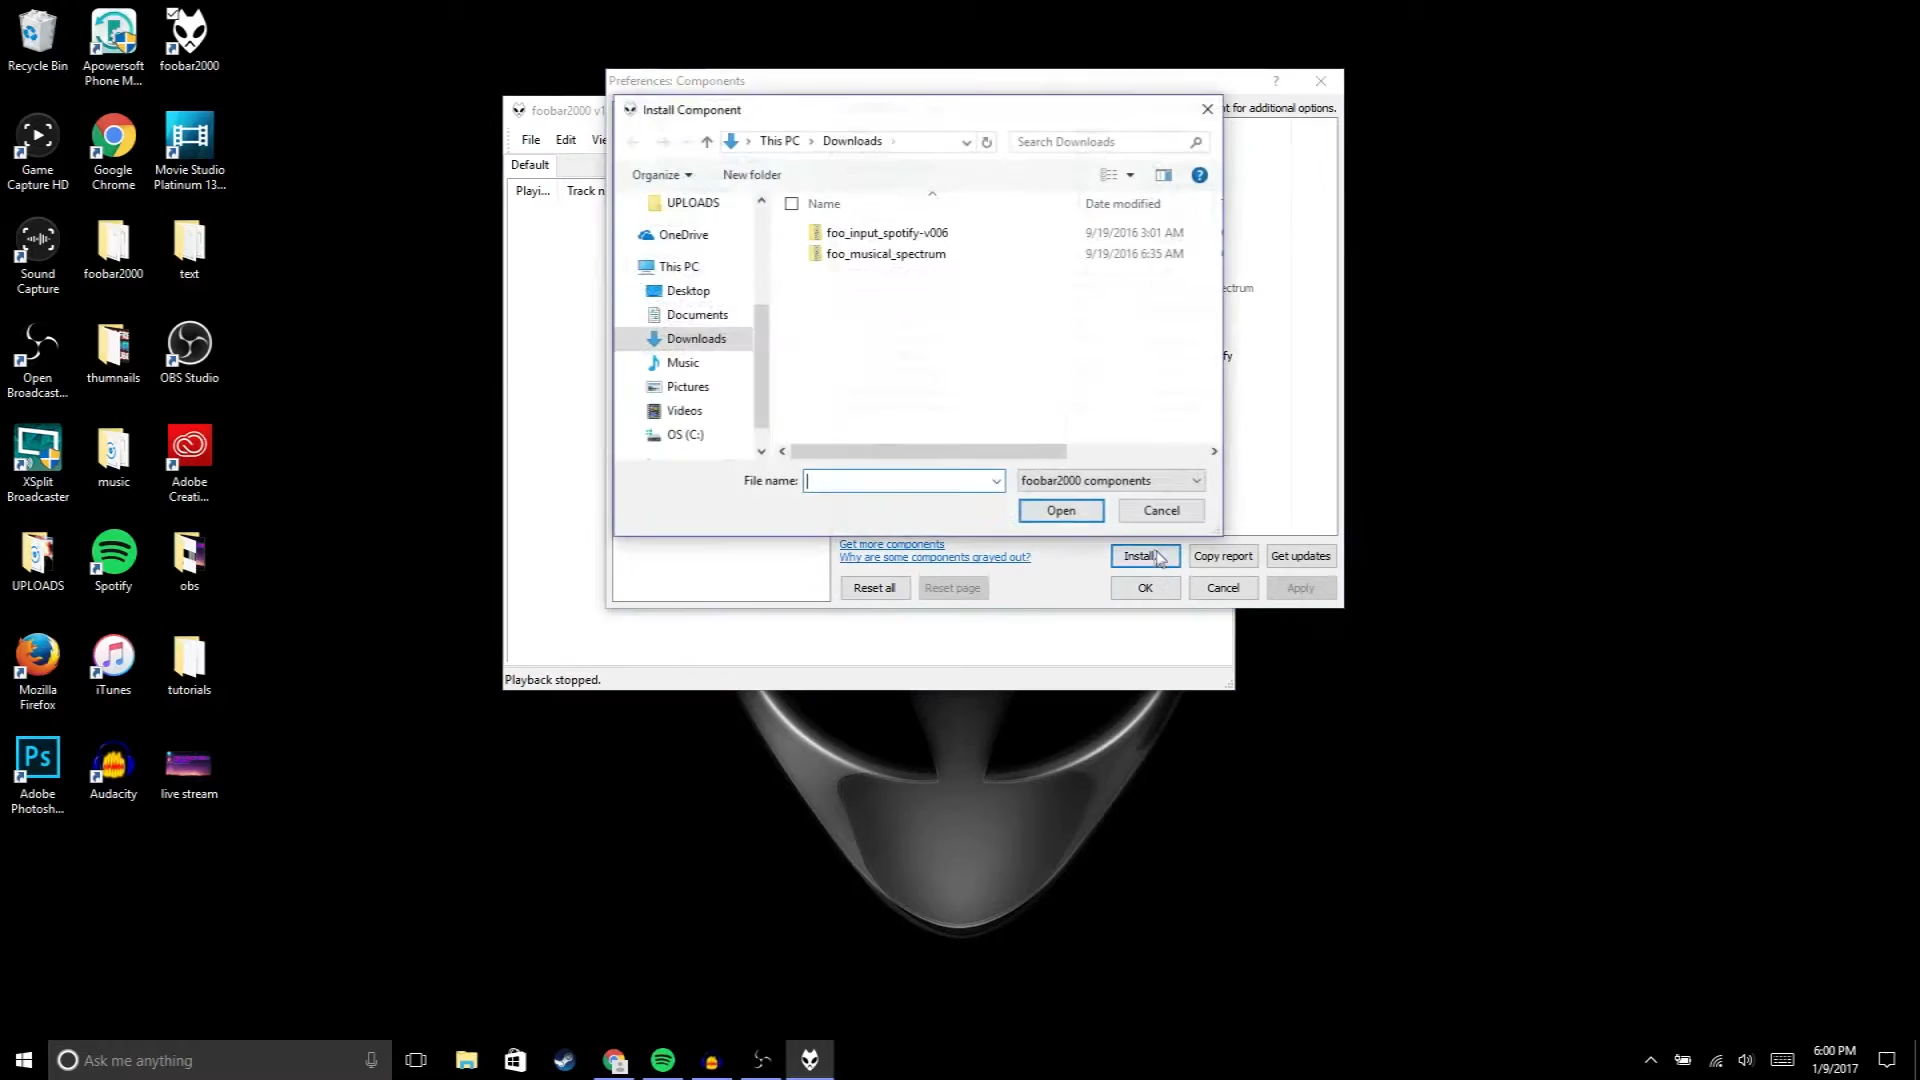 Recycle Bin
Apowersoft
Phone M...
foobar2000
Game
Capture HD
Google
Chrome
Movie Studio
Platinum 13...
Sound
Capture
foobar2000
text
Open
Broadcast...
thumnails
OBS Studio
XSplit
Broadcaster
music
Adobe
Creati...
UPLOADS
Spotify
obs
Mozilla
Firefox
iTunes
tutorials
Ps
Adobe
Photosh...
Audacity
live stream
Preferences: Components
foobar2000 v1
File Edit Vie
Default
Playi... Track n
Install Component
t for additional options.
This PC > Downloads >
Search Downloads
Organize
New folder
Name
Date modified
UPLOADS
OneDrive
This PC
Desktop
Documents
Downloads
Music
Pictures
Videos
OS (C:)
foo_input_spotify-v006 9/19/2016 3:01 AM
foo_musical_spectrum 9/19/2016 6:35 AM
ectrum
fy
File name:
foobar2000 components
Open
Cancel
Get more components
Why are some components grayed out?
Install
Copy report
Get updates
Reset all
Reset page
OK
Cancel
Apply
Playback stopped.
Ask me anything
6:00 PM
1/9/2017